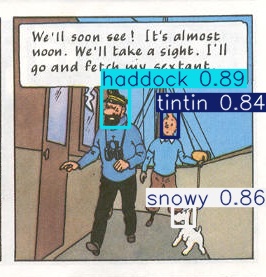 We'll soon see! It's almost
noon. We'll take a sight. I'll
go and fetch my sextant.
haddock 0.89
tintin 0.84
snowy 0.86